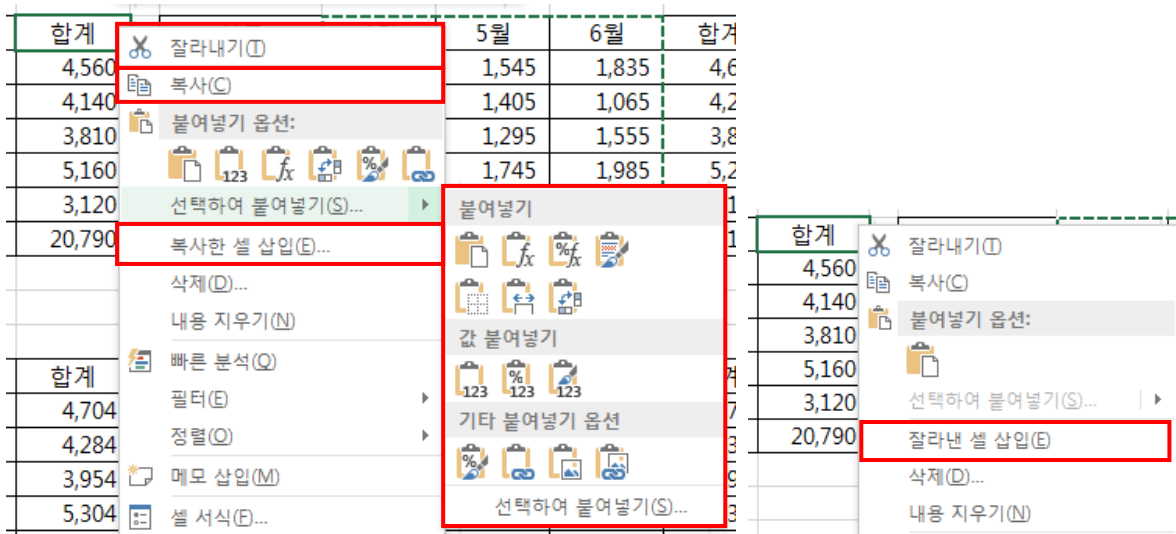 합계
4,560
4,140
3,810
5,160
3,120
20,790
합계
4,704
4,284
3,954
5,304
잘라내기(T)
복사(C)
붙여넣기 옵션:
123
fx
%
선택하여 붙여넣기(S)...
복사한 셀 삽입(E)...
삭제(D)...
내용 지우기(N)
빠른 분석(Q)
필터(E)
정렬(O)
메모 삽입(M)
셀 서식(F)...
5월 6월 합계
1,545 1,835
1,405 1,065
1,295 1,555
1,745 1,985
붙여넣기
fx
%fx
값 붙여넣기
123
% 123
123
기타 붙여넣기 옵션
%
선택하여 붙여넣기(S)...
합계
4,560
4,140
3,810
5,160
3,120
20,790
잘라내기(T)
복사(C)
붙여넣기 옵션:
선택하여 붙여넣기(S)...
잘라낸 셀 삽입(E)
삭제(D)...
내용 지우기(N)